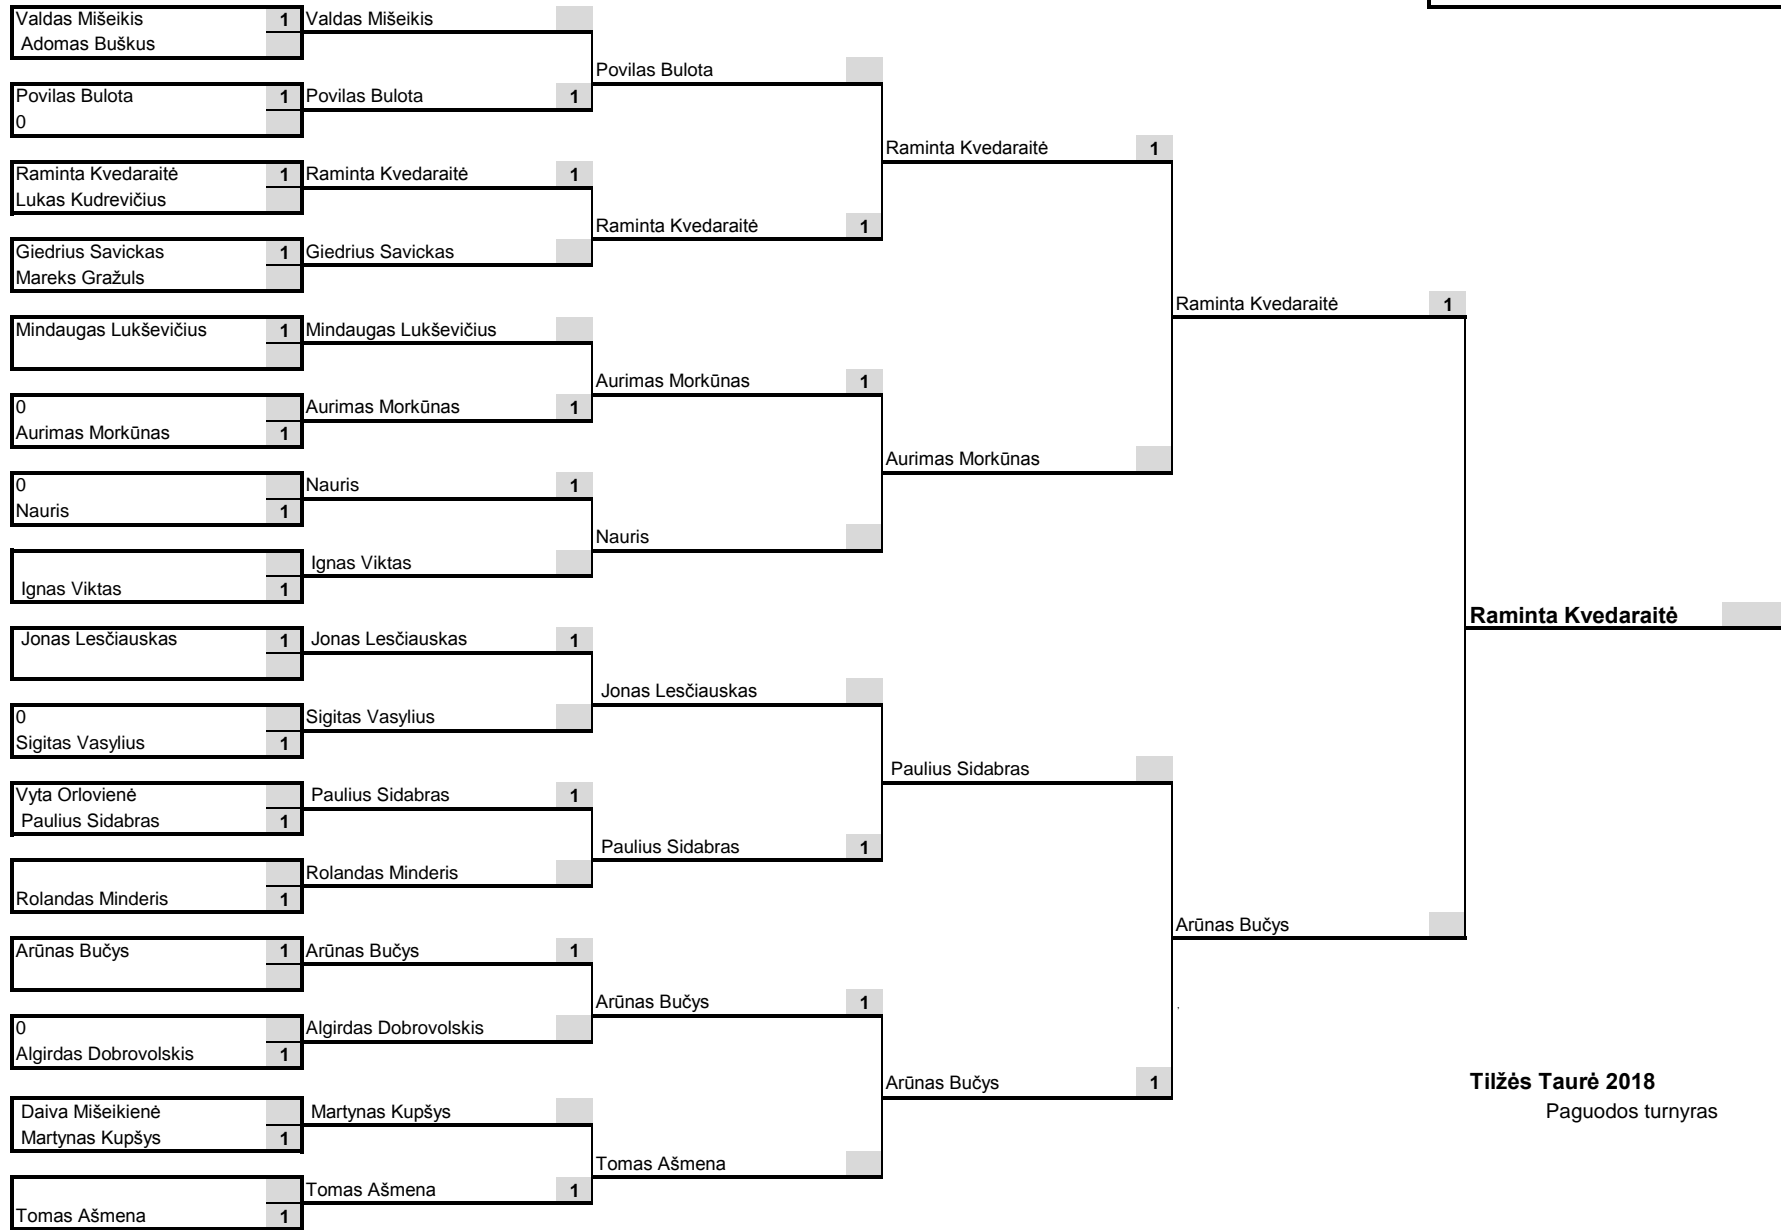 Valdas Mišeikis 1
Adomas Buškus
Povilas Bulota 1
0
Raminta Kvedaraitė 1
Lukas Kudrevičius
Giedrius Savickas 1
Mareks Gražuls
Mindaugas Lukševičius 1
0
Aurimas Morkūnas 1
0
Nauris 1
Ignas Viktas 1
Jonas Lesčiauskas 1
0
Sigitas Vasylius 1
Vyta Orlovienė
Paulius Sidabras 1
Rolandas Minderis 1
Arūnas Bučys 1
0
Algirdas Dobrovolskis 1
Daiva Mišeikienė
Martynas Kupšys 1
Tomas Ašmena 1
Valdas Mišeikis
Povilas Bulota 1
Raminta Kvedaraitė 1
Giedrius Savickas
Mindaugas Lukševičius
Aurimas Morkūnas 1
Nauris 1
Ignas Viktas
Jonas Lesčiauskas 1
Sigitas Vasylius
Paulius Sidabras 1
Rolandas Minderis
Arūnas Bučys 1
Algirdas Dobrovolskis
Martynas Kupšys
Tomas Ašmena 1
Povilas Bulota
Raminta Kvedaraitė 1
Aurimas Morkūnas 1
Nauris
Jonas Lesčiauskas
Paulius Sidabras 1
Arūnas Bučys 1
Tomas Ašmena
Raminta Kvedaraitė 1
Aurimas Morkūnas
Paulius Sidabras
Arūnas Bučys 1
Raminta Kvedaraitė 1
Arūnas Bučys
Raminta Kvedaraitė
Tilžės Taurė 2018
Paguodos turnyras